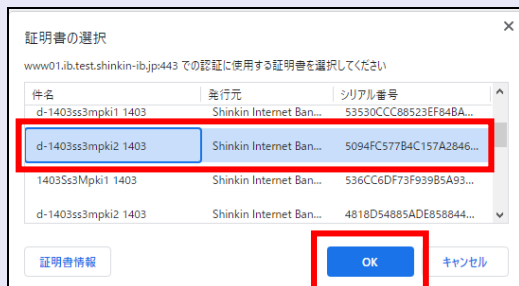 証明書の選択
www01.ib.test.shinkin-ib.jp:443 での認証に使用する証明書を選択してください
件名 発行元 シリアル番号
d-1403ss3mpki1 1403 Shinkin Internet Ban... 53530CCC88523EF84BA...
d-1403ss3mpki2 1403 Shinkin Internet Ban... 5094FC577B4C157A2846...
1403Ss3Mpki1 1403 Shinkin Internet Ban... 536CC6DF73F939B5A93...
d-1403ss3mpki2 1403 Shinkin Internet Ban... 4818D54885ADE858844...
証明書情報 OK キャンセル